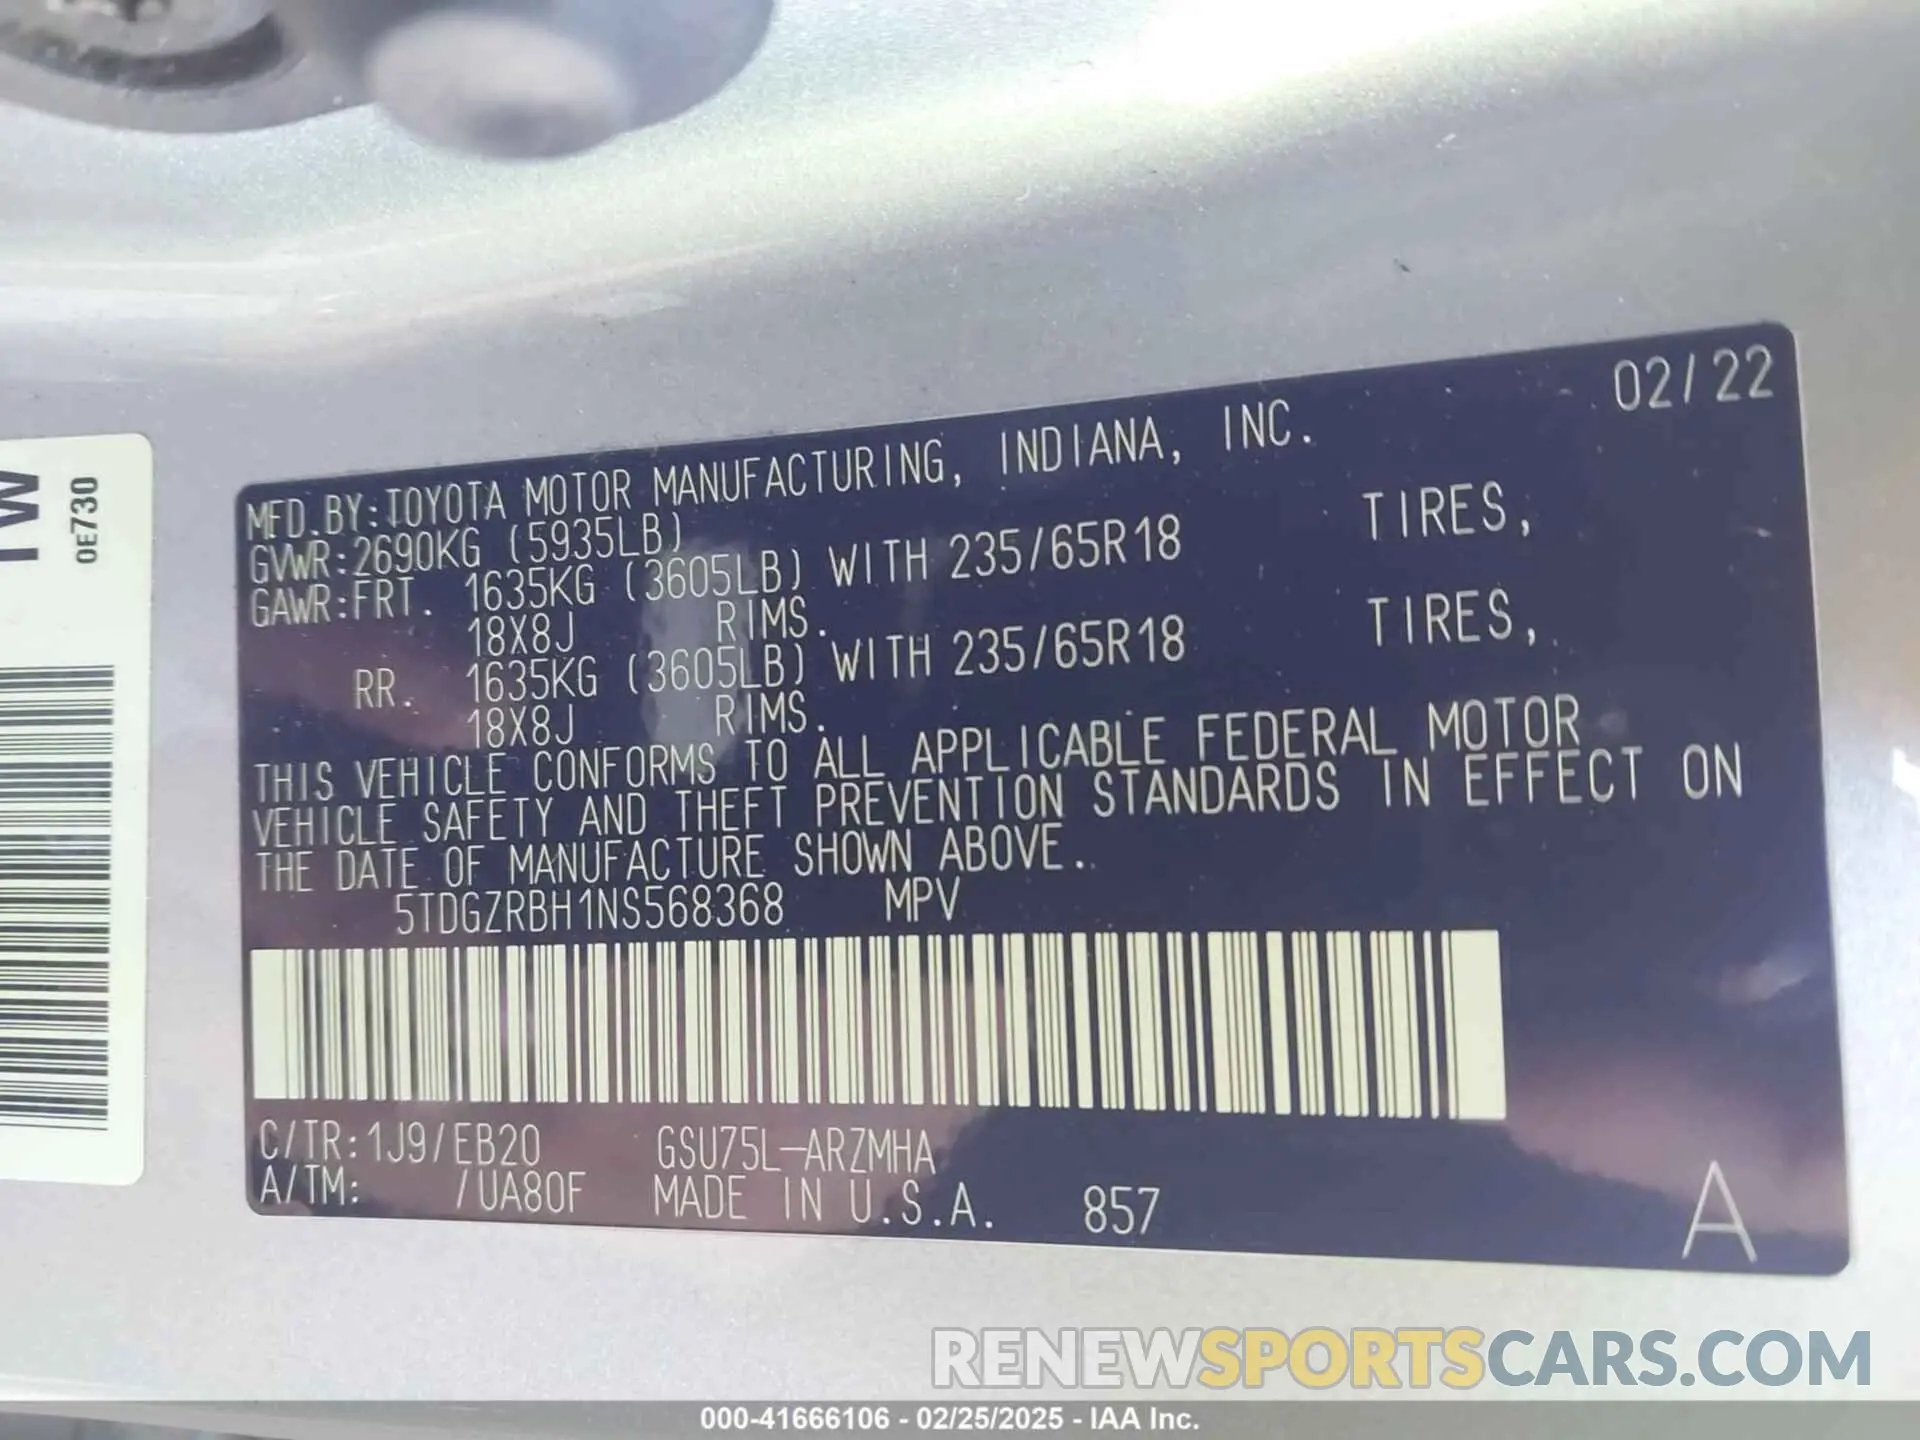 02/22
MFD.BY:TOYOTA MOTOR MANUFACTURING, INDIANA, INC.
GVWR:2690KG (5935LB)
GAWR:FRT. 1635KG (3605LB) WITH 235/65R18 TIRES,
18X8J RIMS.
RR. 1635KG (3605LB) WITH 235/65R18 TIRES,
18X8J RIMS.
THIS VEHICLE CONFORMS TO ALL APPLICABLE FEDERAL MOTOR
VEHICLE SAFETY AND THEFT PREVENTION STANDARDS IN EFFECT ON
THE DATE OF MANUFACTURE SHOWN ABOVE.
5TDGZRBH1NS568368 MPV
C/TR:1J9/EB20 GSU75L-ARZMHA
A/TM: /UA80F MADE IN U.S.A. 857
A
0E730
RENEWSPORTSCARS.COM
000-41666106 - 02/25/2025 - IAA Inc.